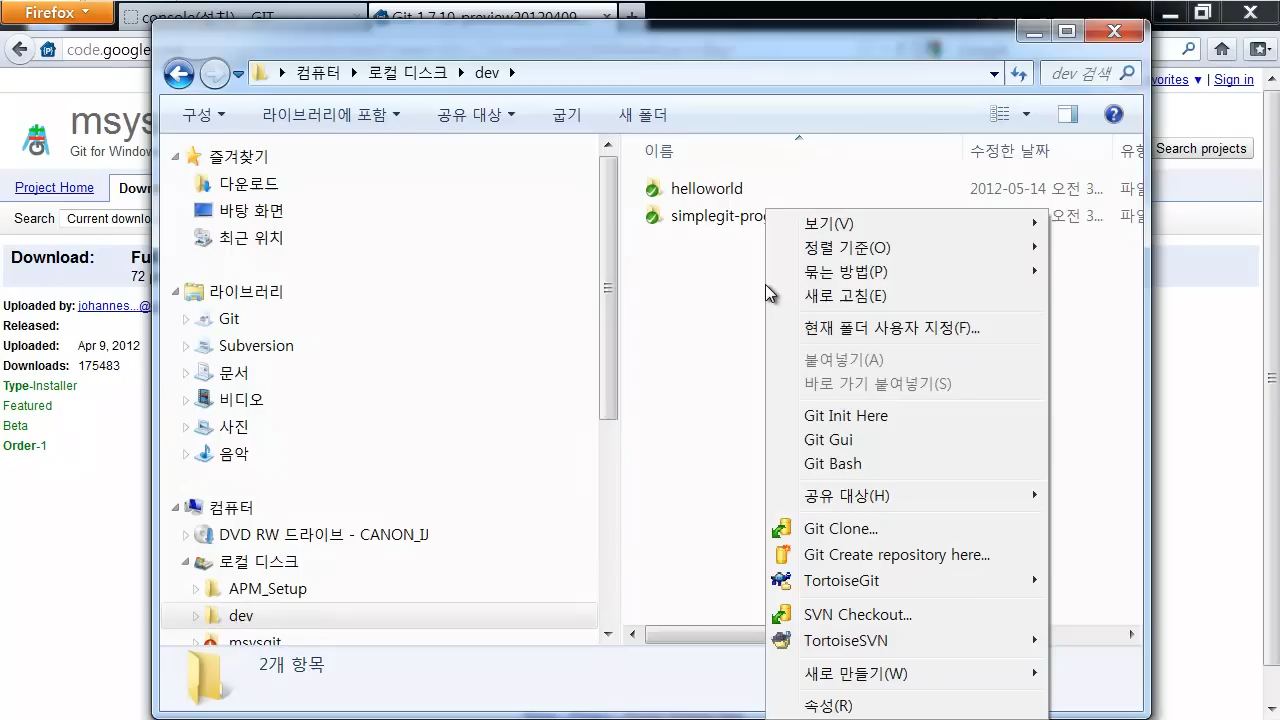 Firefox
console(설치) - GIT
Git-1.7.10-preview20120409
code.google
컴퓨터 로컬 디스크 dev
dev 검색
vorites | Sign in
구성 라이브러리에 포함 공유 대상 굽기 새 폴더
msys
Git for Window
Search projects
Project Home Down
Search Current downlo
Download: Fu
72
Uploaded by: johannes...@
Released:
Uploaded: Apr 9, 2012
Downloads: 175483
Type-Installer
Featured
Beta
Order-1
즐겨찾기
다운로드
바탕 화면
최근 위치
라이브러리
Git
Subversion
문서
비디오
사진
음악
컴퓨터
DVD RW 드라이브 - CANON_IJ
로컬 디스크
APM_Setup
dev
msysgit
이름 수정한 날짜 유형
helloworld 2012-05-14 오전 3... 파일
simplegit-prog 오전 3... 파일
보기(V)
정렬 기준(O)
묶는 방법(P)
새로 고침(E)
현재 폴더 사용자 지정(F)...
붙여넣기(A)
바로 가기 붙여넣기(S)
Git Init Here
Git Gui
Git Bash
공유 대상(H)
Git Clone...
Git Create repository here...
TortoiseGit
SVN Checkout...
TortoiseSVN
새로 만들기(W)
속성(R)
2개 항목